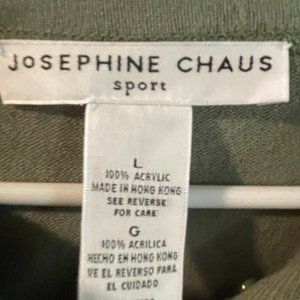 JOSEPHINE CHAUS
sport
L
100% ACRYLIC
MADE IN HONG KONG
SEE REVERSE
FOR CARE
G
100% ACRILICA
HECHO EN HONG KONG
VE EL REVERSO PARA
EL CUIDADO